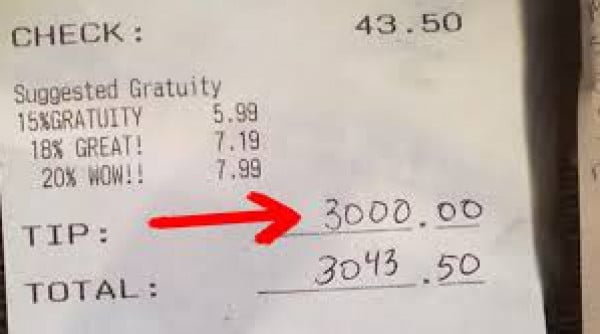 CHECK: 43.50
Suggested Gratuity
15%GRATUITY 5.99
18% GREAT! 7.19
20% WOW!! 7.99
TIP: 3000.00
TOTAL: 3043.50